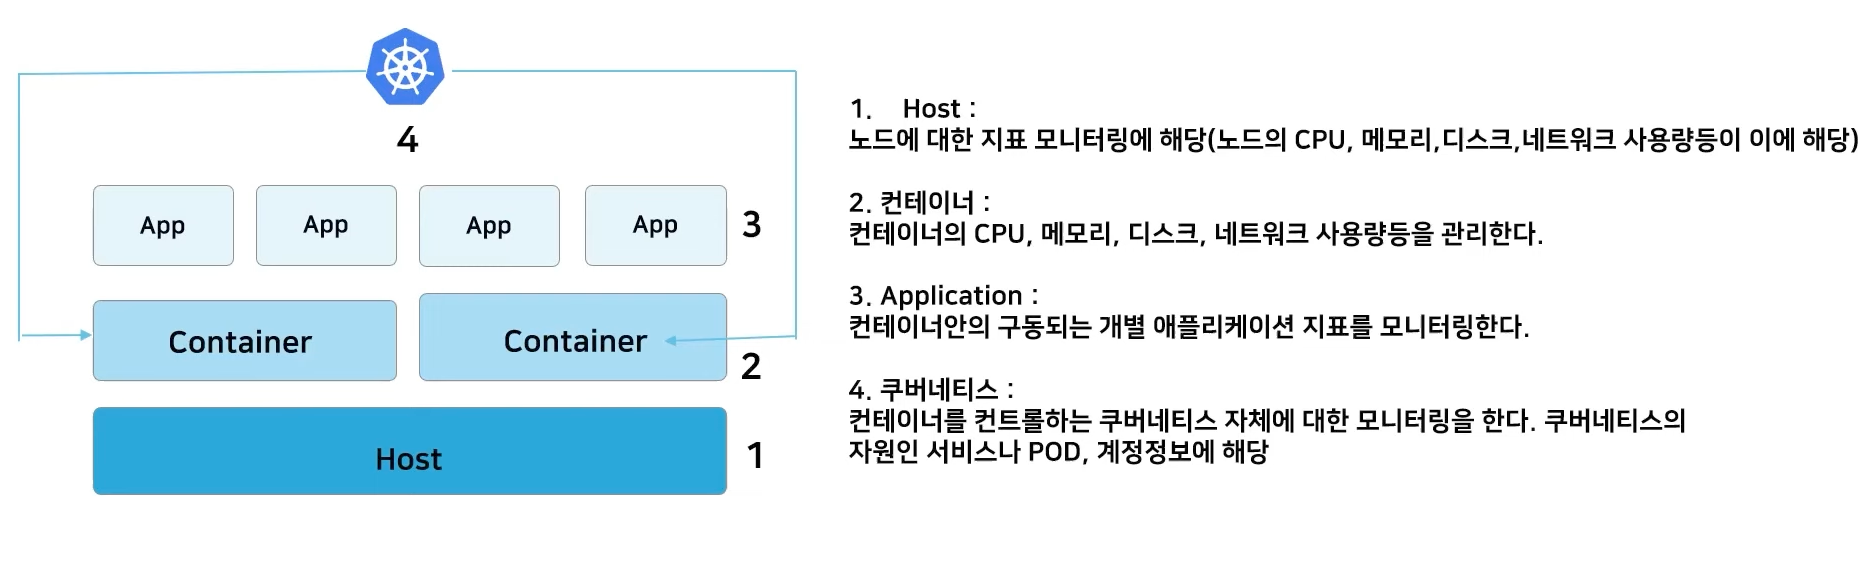 4
App
App
App
App
3
Container
Container
2
Host
1
1. Host :
노드에 대한 지표 모니터링에 해당(노드의 CPU, 메모리,디스크,네트워크 사용량등이 이에 해당)
2. 컨테이너 :
컨테이너의 CPU, 메모리, 디스크, 네트워크 사용량등을 관리한다.
3. Application :
컨테이너안의 구동되는 개별 애플리케이션 지표를 모니터링한다.
4. 쿠버네티스 :
컨테이너를 컨트롤하는 쿠버네티스 자체에 대한 모니터링을 한다. 쿠버네티스의
자원인 서비스나 POD, 계정정보에 해당